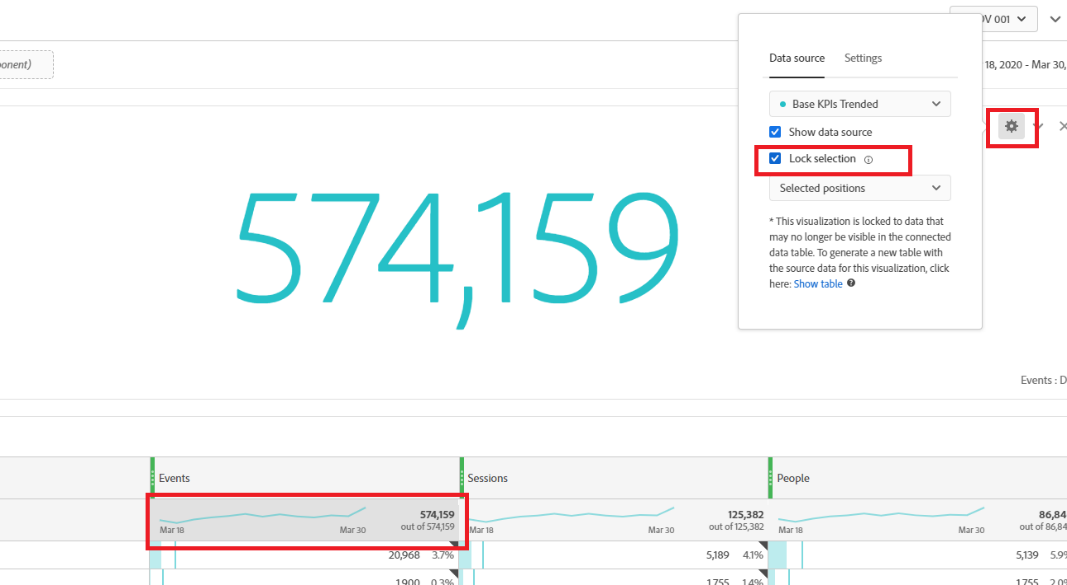 V 001
onent)
Data source Settings
18, 2020 - Mar 30,
Base KPIs Trended
Show data source
Lock selection
Selected positions
* This visualization is locked to data that
may no longer be visible in the connected
data table. To generate a new table with
the source data for this visualization, click
here: Show table
574,159
Events : D
Events Sessions People
574,159 125,382 86,84
out of 574,159 out of 125,382 out of 86,84
Mar 18 Mar 30 Mar 18 Mar 30 Mar 18 Mar 30
20,968 3.7% 5,189 4.1% 5,139 5.9%
1,900 0.3% 1,755 1.4% 1,755 2.0%